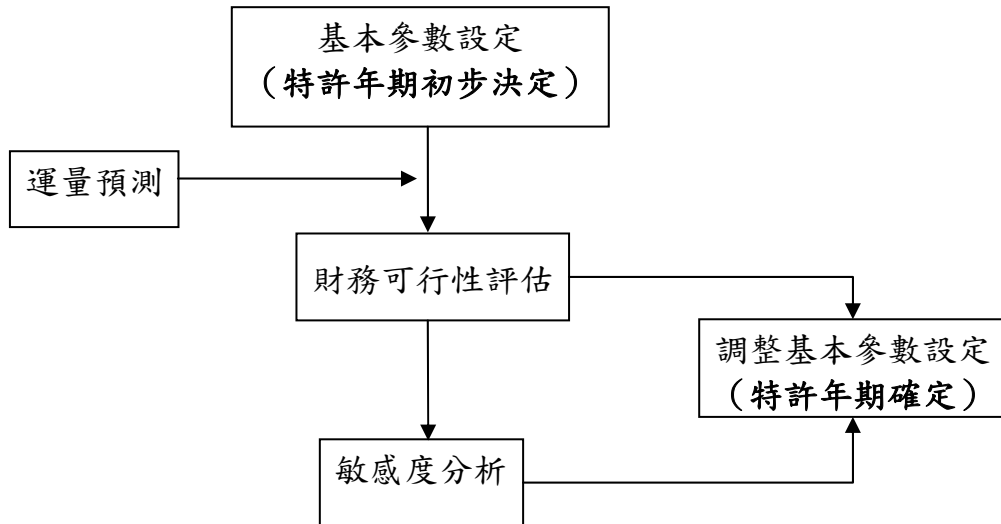 基本參數設定
（特許年期初步決定）
運量預測
財務可行性評估
調整基本參數設定
（特許年期確定）
敏感度分析